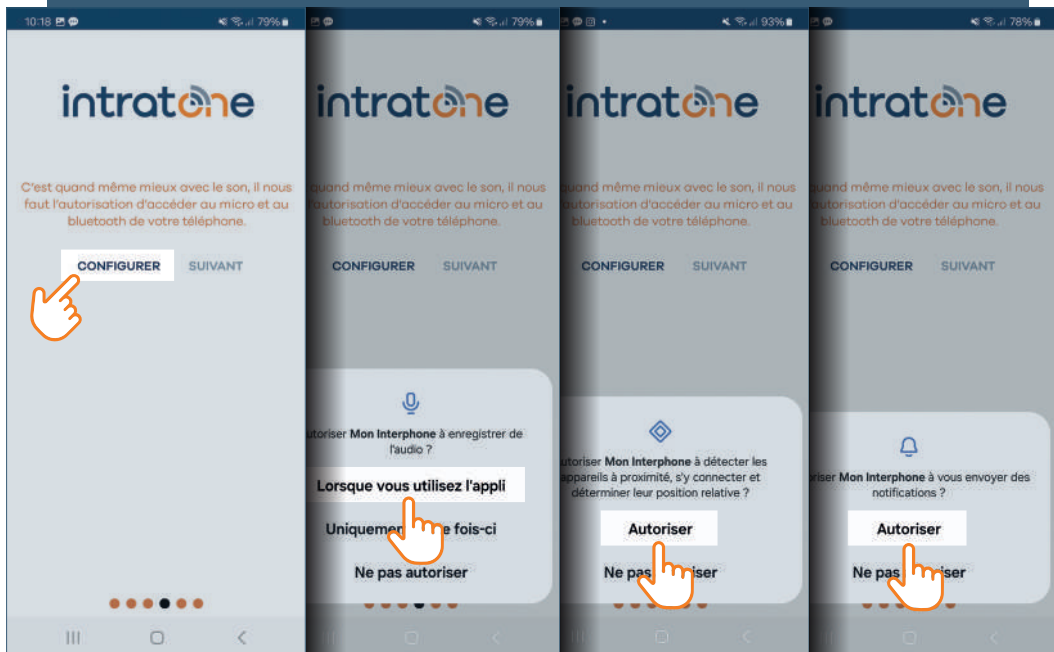 10:18
79%
intratone
C'est quand même mieux avec le son, il nous
faut l'autorisation d'accéder au micro et au
bluetooth de votre téléphone.
CONFIGURER SUIVANT
79%
intratone
quand même mieux avec le son, il nous
l'autorisation d'accéder au micro et au
bluetooth de votre téléphone.
CONFIGURER SUIVANT
utoriser Mon Interphone à enregistrer de
l'audio ?
Lorsque vous utilisez l'appli
fois-ci
Ne pas autoriser
93%
intratone
quand même mieux avec le son, il nous
autorisation d'accéder au micro et au
bluetooth de votre téléphone.
CONFIGURER SUIVANT
utoriser Mon Interphone à détecter les
appareils à proximité, s'y connecter et
déterminer leur position relative ?
Autoriser
Ne pas
78%
intratone
quand même mieux avec le son, il nous
autorisation d'accéder au micro et au
bluetooth de votre téléphone.
CONFIGURER SUIVANT
riser Mon Interphone à vous envoyer des
notifications ?
Autoriser
Ne pas